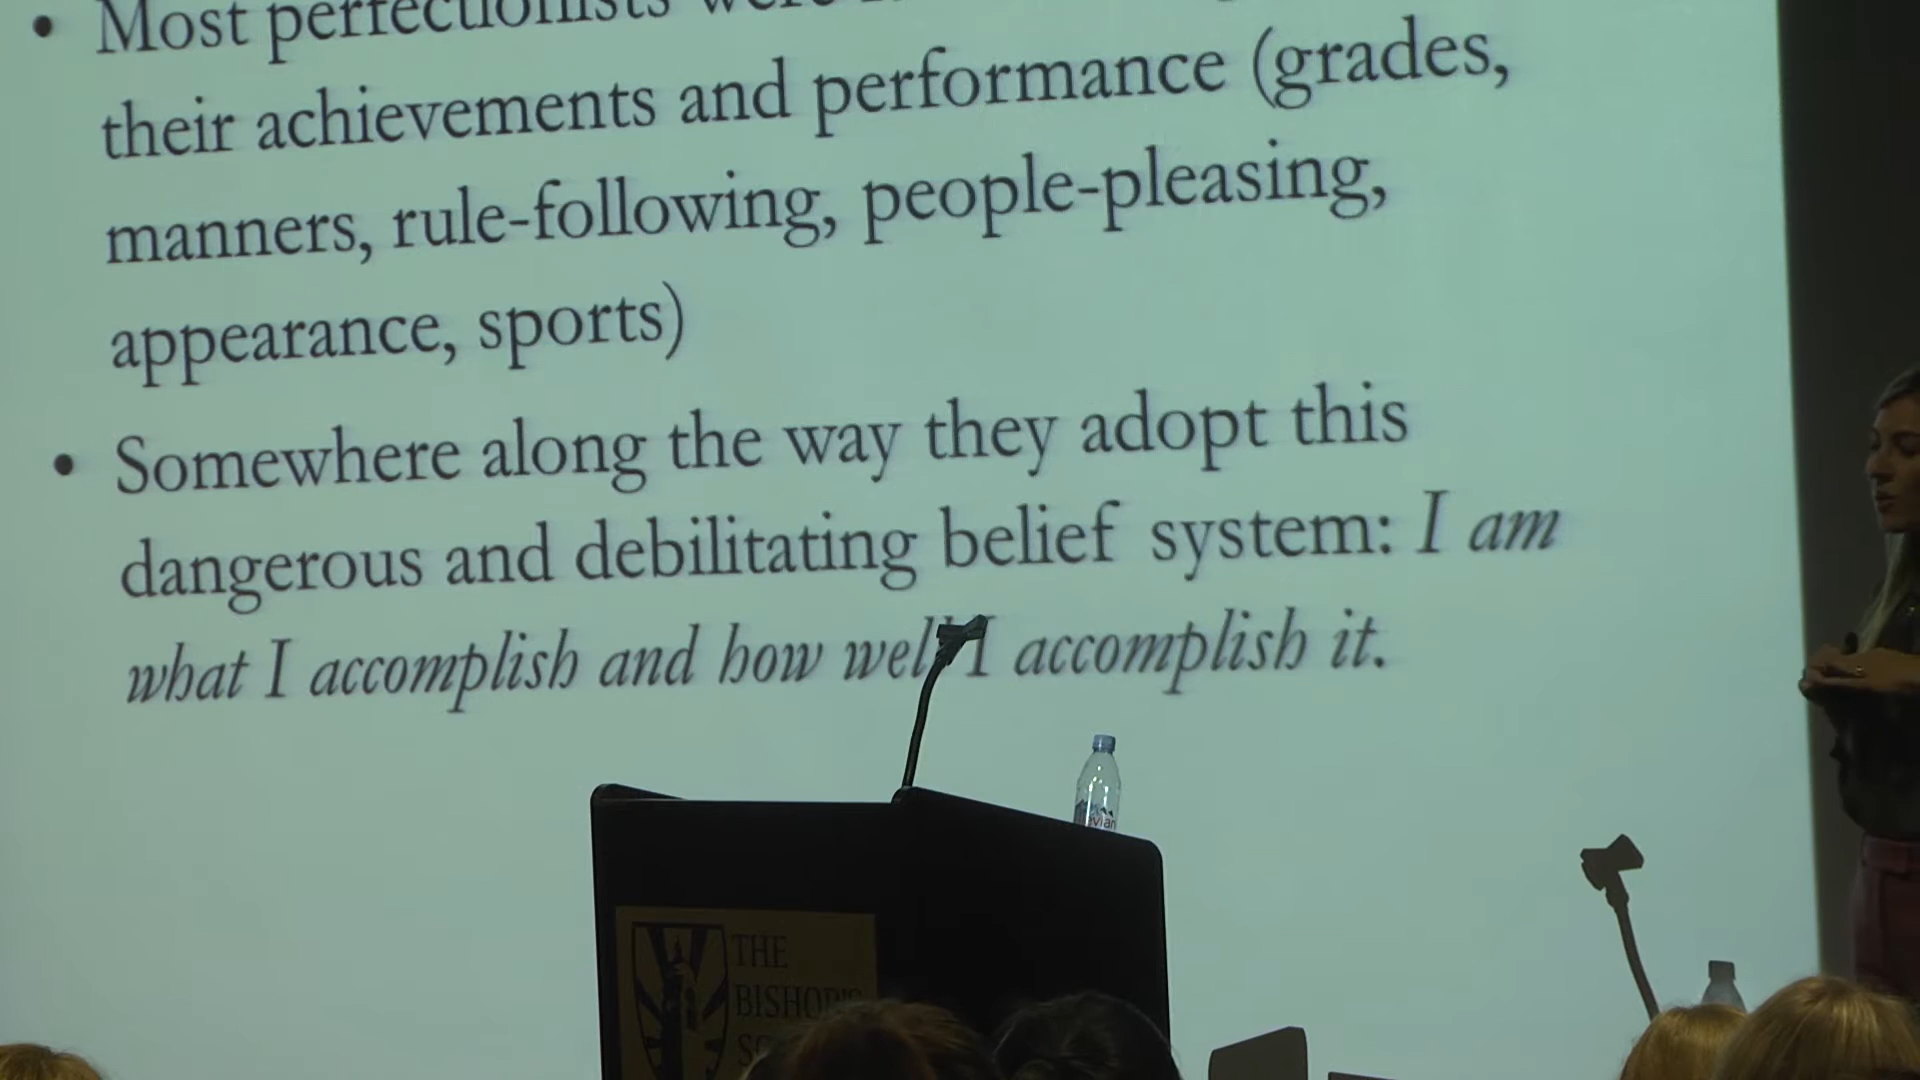 • Most perfectionists were
their achievements and performance (grades,
manners, rule-following, people-pleasing,
appearance, sports)
• Somewhere along the way they adopt this
dangerous and debilitating belief system: I am
what I accomplish and how well I accomplish it.
evian
THE
BISHOP'S